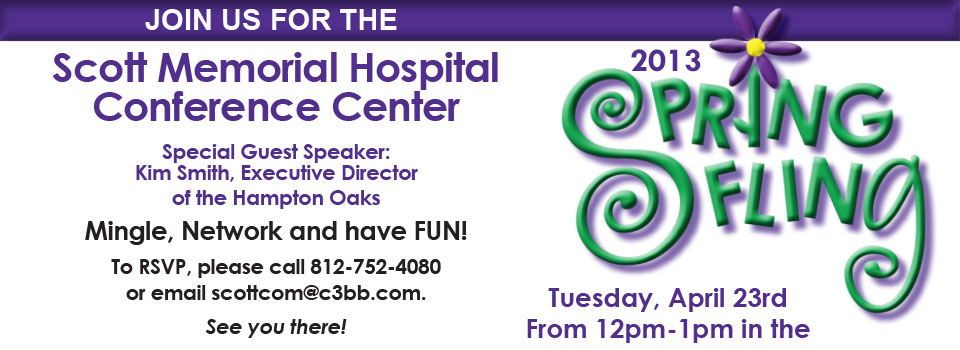 JOIN US FOR THE
2013
SPRING
FLING
Tuesday, April 23rd
From 12pm-1pm in the
Scott Memorial Hospital
Conference Center
Special Guest Speaker:
Kim Smith, Executive Director
of the Hampton Oaks
Mingle, Network and have FUN!
To RSVP, please call 812-752-4080
or email scottcom@c3bb.com.
See you there!